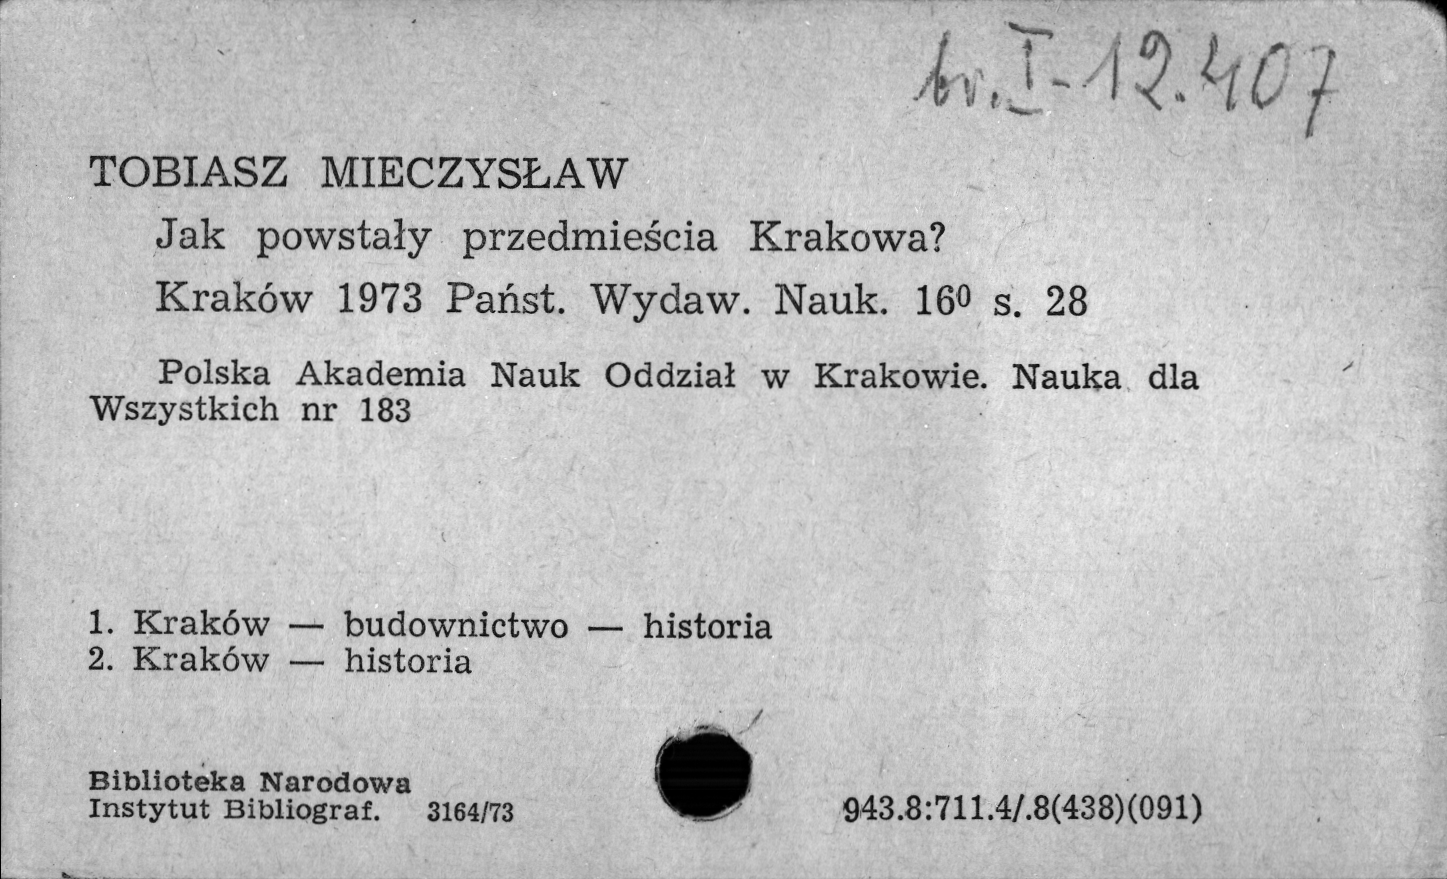 br. I-12.407
TOBIASZ MIECZYSŁAW
Jak powstały przedmieścia Krakowa?
Kraków 1973 Państ. Wydaw. Nauk. 16⁰ s. 28
Polska Akademia Nauk Oddział w Krakowie. Nauka dla
Wszystkich nr 183
1. Kraków — budownictwo — historia
2. Kraków — historia
Biblioteka Narodowa
Instytut Bibliograf. 3164/73
943.8:711.4/.8(438)(091)